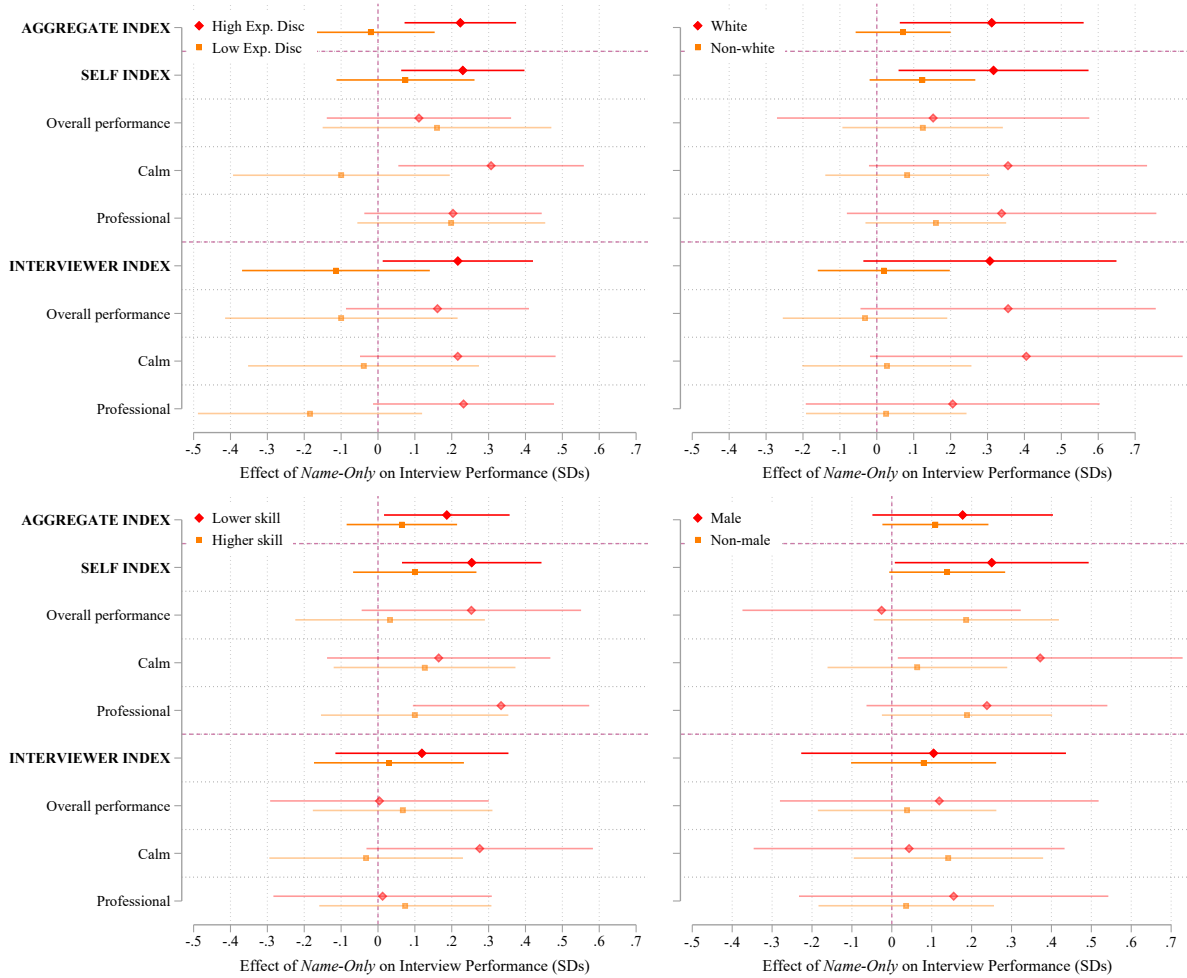 AGGREGATE INDEX
SELF INDEX
Overall performance
Calm
Professional
INTERVIEWER INDEX
Overall performance
Calm
Professional
High Exp. Disc
Low Exp. Disc
-.5 -.4 -.3 -.2 -.1 0 .1 .2 .3 .4 .5 .6 .7
Effect of Name-Only on Interview Performance (SDs)
White
Non-white
-.5 -.4 -.3 -.2 -.1 0 .1 .2 .3 .4 .5 .6 .7
Effect of Name-Only on Interview Performance (SDs)
AGGREGATE INDEX
SELF INDEX
Overall performance
Calm
Professional
INTERVIEWER INDEX
Overall performance
Calm
Professional
Lower skill
Higher skill
-.5 -.4 -.3 -.2 -.1 0 .1 .2 .3 .4 .5 .6 .7
Effect of Name-Only on Interview Performance (SDs)
Male
Non-male
-.5 -.4 -.3 -.2 -.1 0 .1 .2 .3 .4 .5 .6 .7
Effect of Name-Only on Interview Performance (SDs)